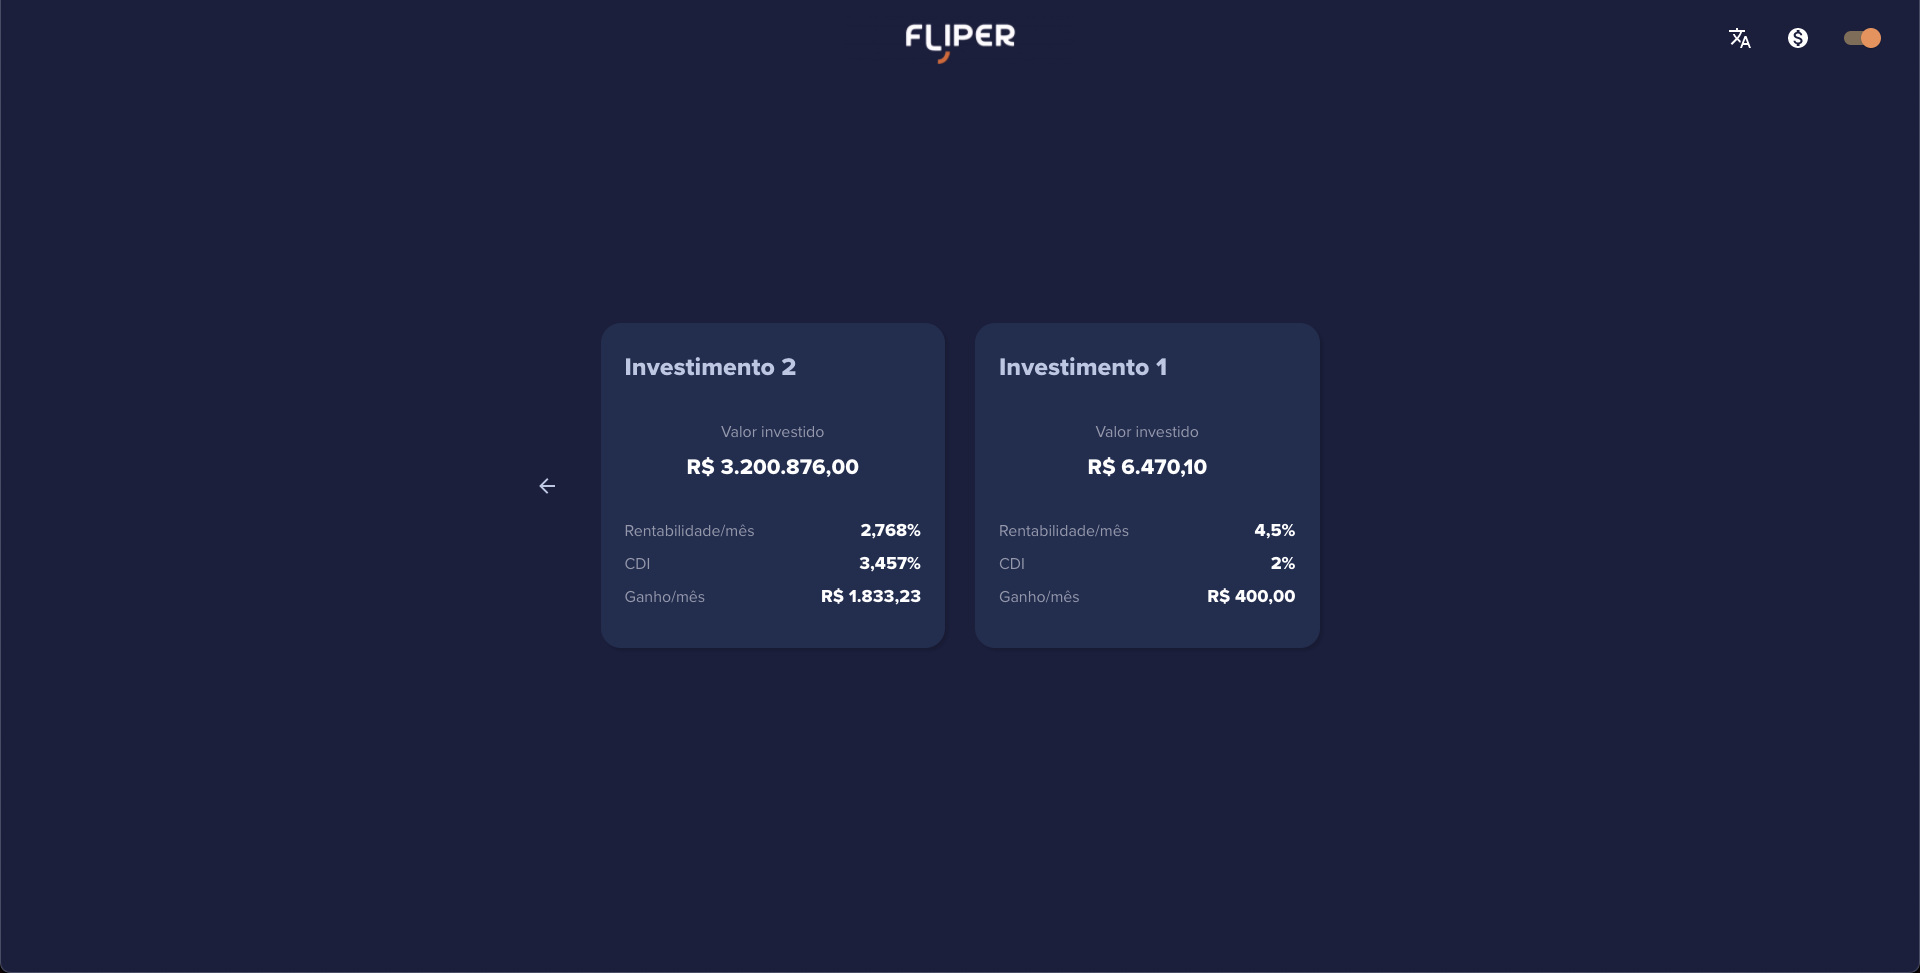 FLIPER
Investimento 2
Valor investido
R$ 3.200.876,00
Rentabilidade/mês 2,768%
CDI 3,457%
Ganho/mês R$ 1.833,23
Investimento 1
Valor investido
R$ 6.470,10
Rentabilidade/mês 4,5%
CDI 2%
Ganho/mês R$ 400,00